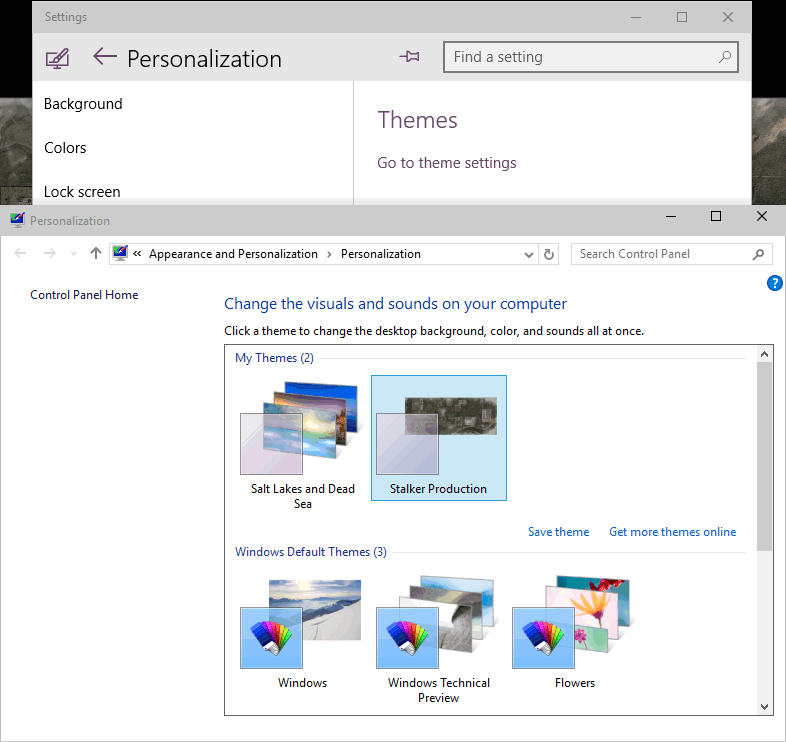 Settings
Personalization
Find a setting
Background
Colors
Lock screen
Themes
Go to theme settings
Personalization
« Appearance and Personalization › Personalization
Search Control Panel
?
Control Panel Home
Change the visuals and sounds on your computer
Click a theme to change the desktop background, color, and sounds all at once.
My Themes (2)
Salt Lakes and Dead
Sea
Stalker Production
Save theme
Get more themes online
Windows Default Themes (3)
Windows
Windows Technical
Preview
Flowers